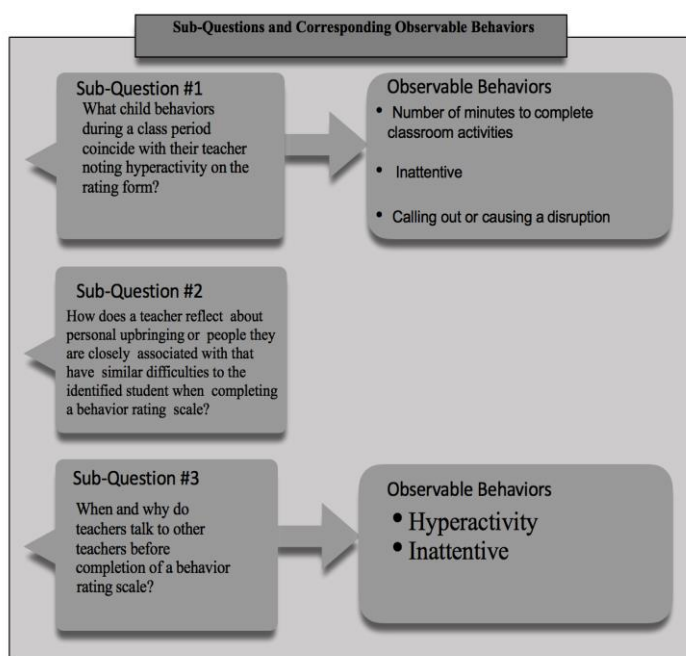 Sub-Questions and Corresponding Observable Behaviors
Sub-Question #1
What child behaviors
during a class period
coincide with their teacher
noting hyperactivity on the
rating form?
Observable Behaviors
• Number of minutes to complete
classroom activities
• Inattentive
• Calling out or causing a disruption
Sub-Question #2
How does a teacher reflect about
personal upbringing or people they
are closely associated with that
have similar difficulties to the
identified student when completing
a behavior rating scale?
Sub-Question #3
When and why do
teachers talk to other
teachers before
completion of a behavior
rating scale?
Observable Behaviors
• Hyperactivity
• Inattentive